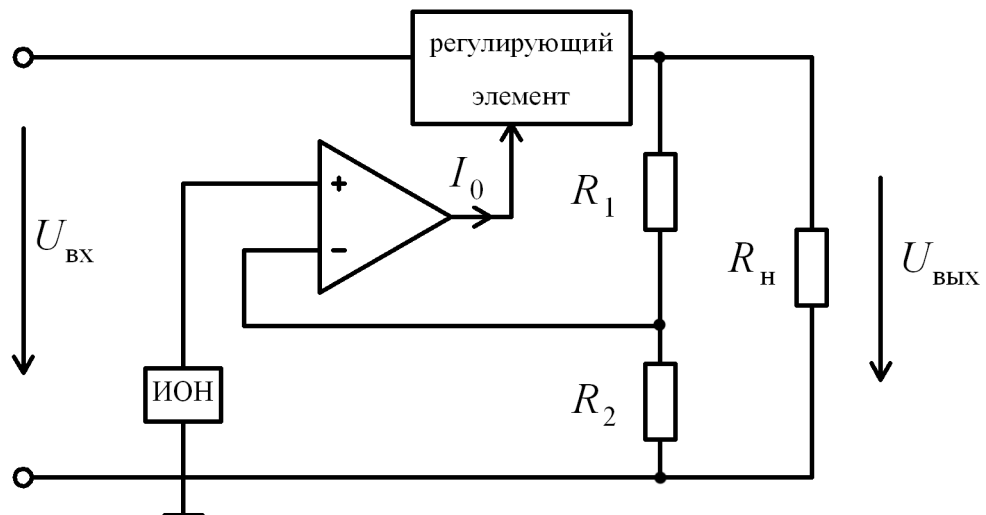 регулирующий
элемент
+
I₀
R₁
−
Uвх
Rн
Uвых
ИОН
R₂